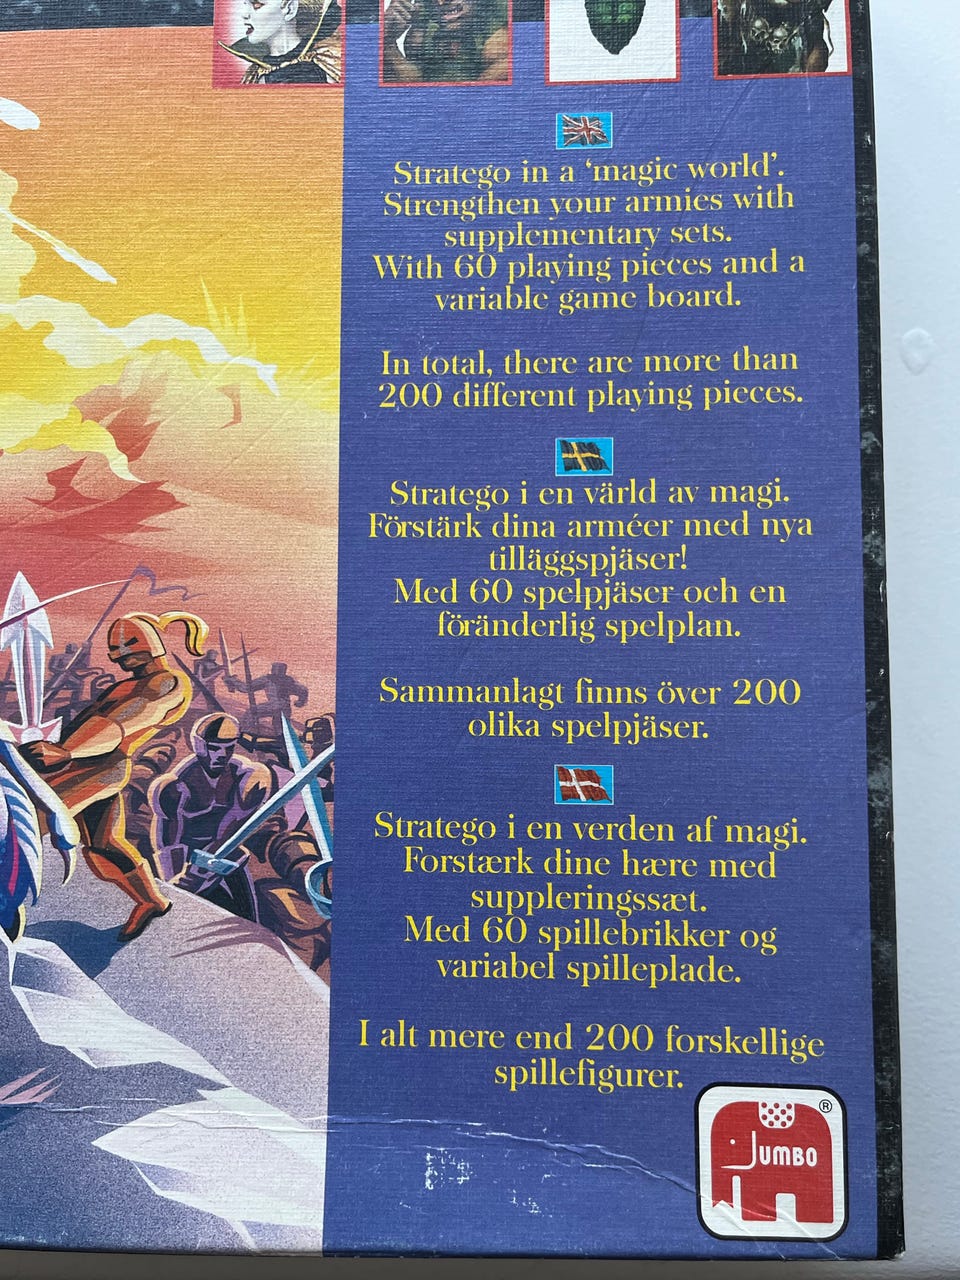 Stratego in a ‘magic world’.
Strengthen your armies with
supplementary sets.
With 60 playing pieces and a
variable game board.
In total, there are more than
200 different playing pieces.
Stratego i en värld av magi.
Förstärk dina arméer med nya
tilläggspjäser!
Med 60 spelpjäser och en
föränderlig spelplan.
Sammanlagt finns över 200
olika spelpjäser.
Stratego i en verden af magi.
Forstærk dine hære med
suppleringssæt.
Med 60 spillebrikker og
variabel spilleplade.
I alt mere end 200 forskellige
spillefigurer.
JUMBO ®